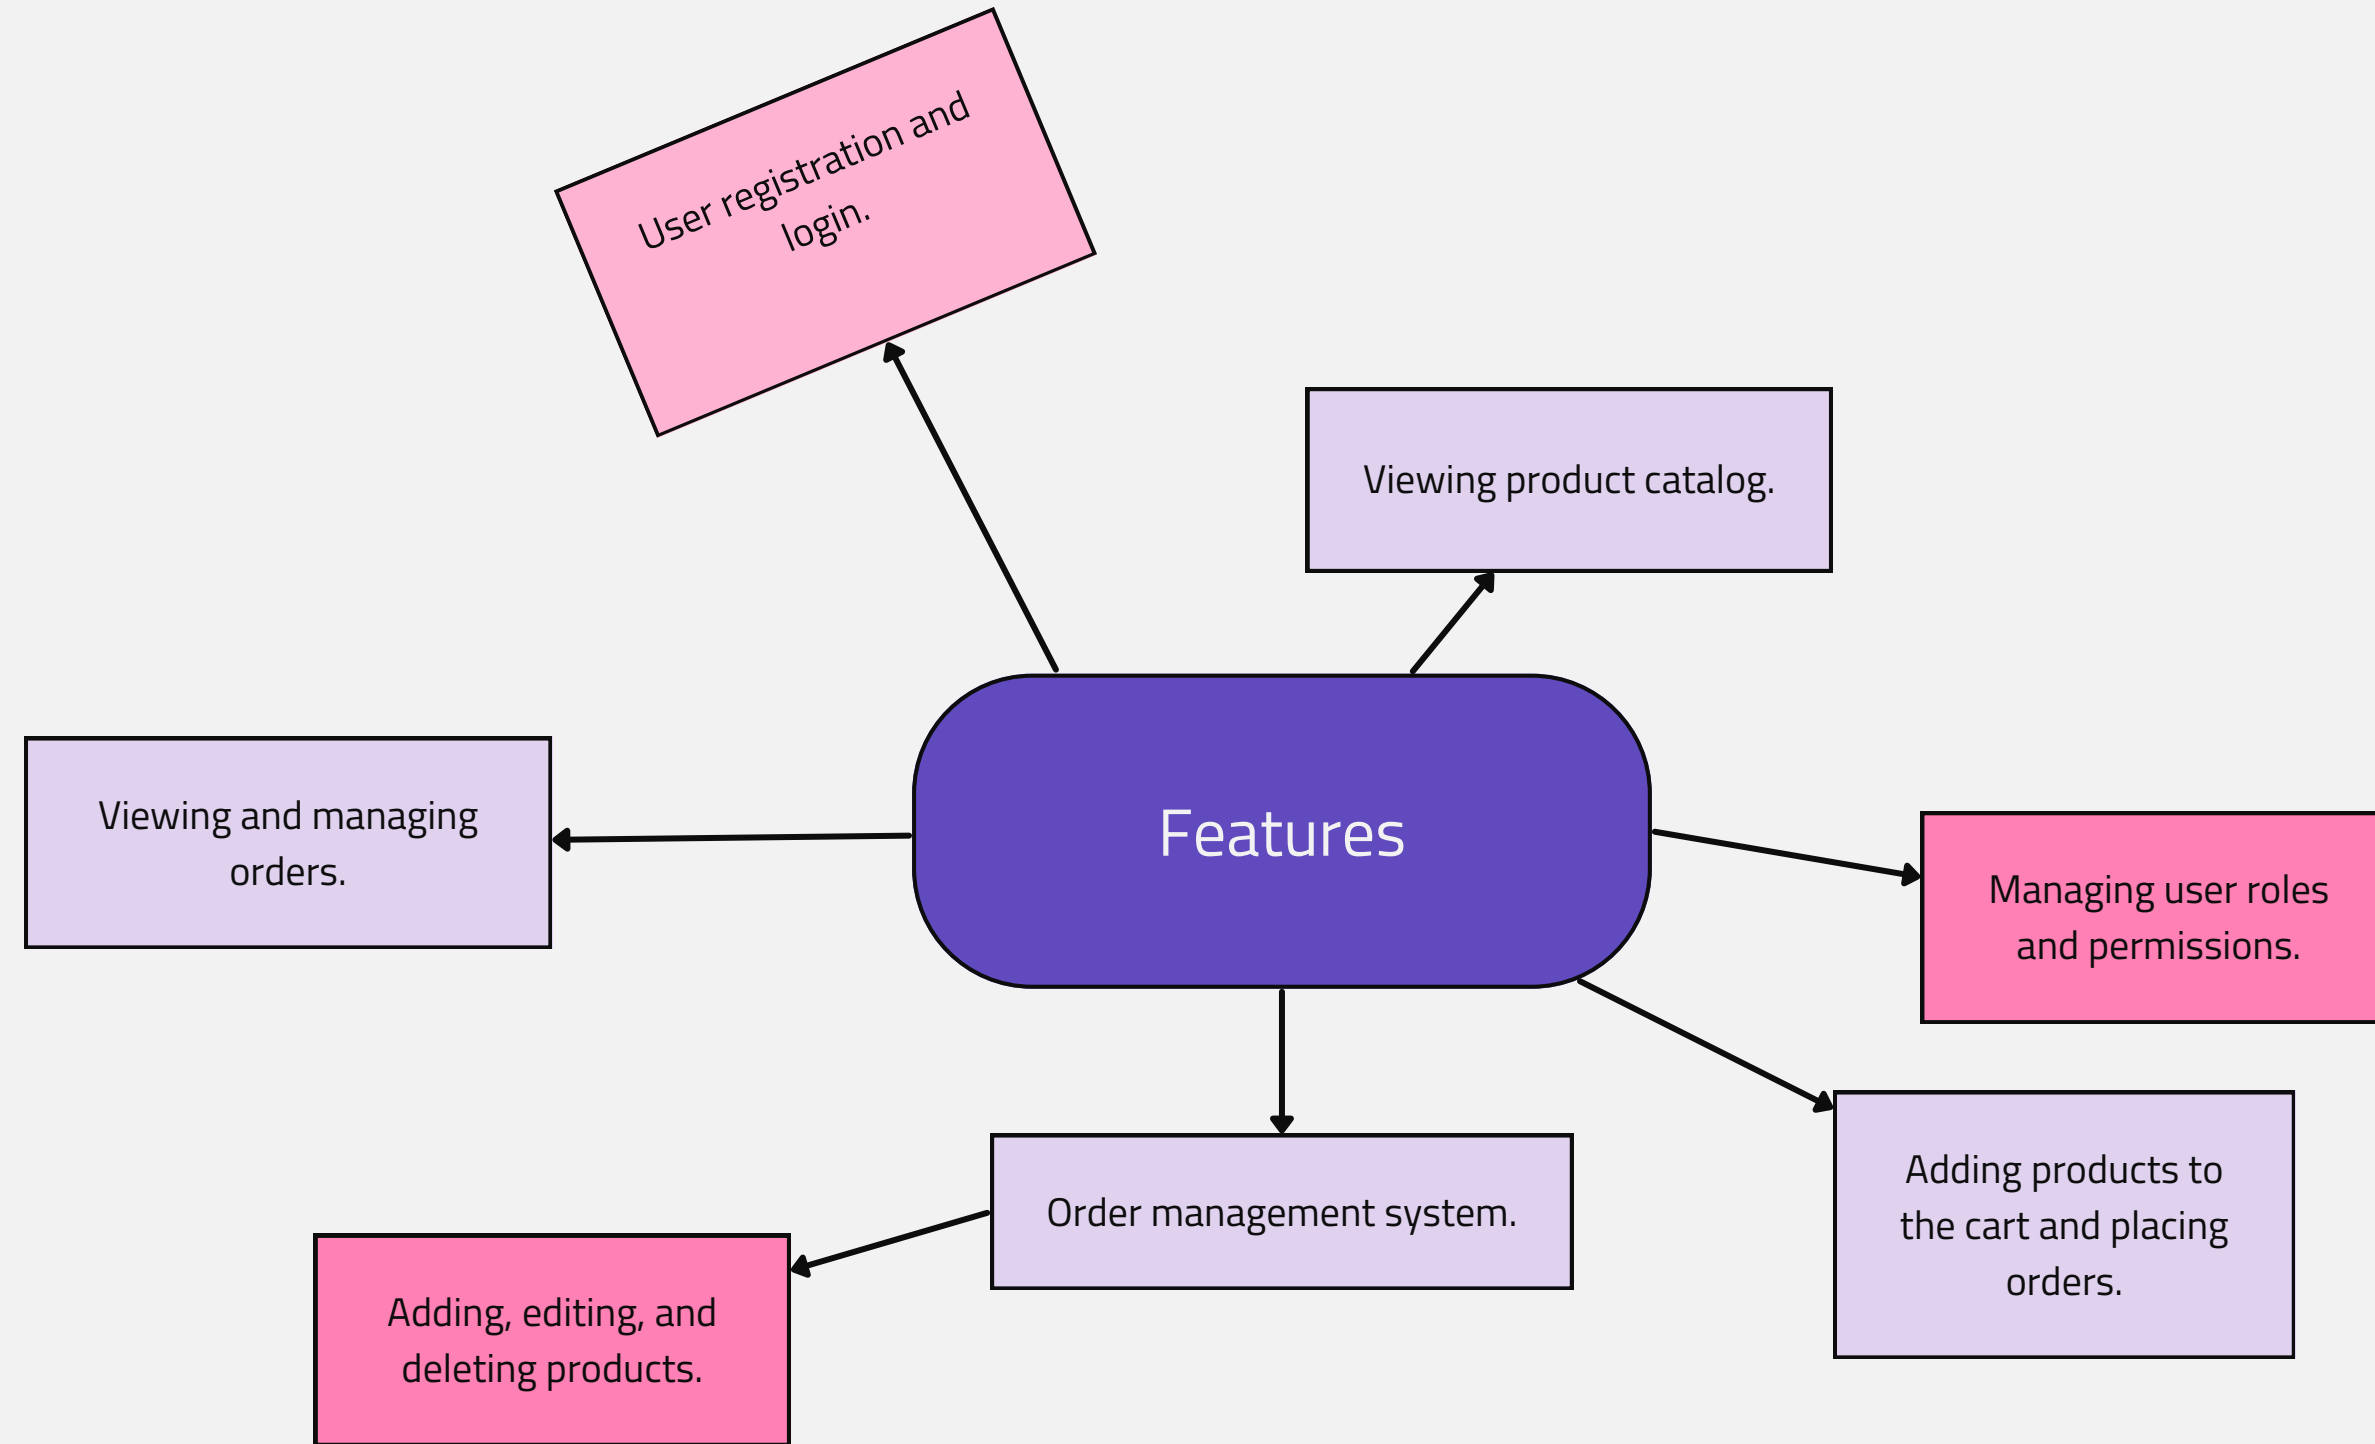 User registration and
login.
Viewing product catalog.
Viewing and managing
orders.
Features
Managing user roles
and permissions.
Adding products to
the cart and placing
orders.
Order management system.
Adding, editing, and
deleting products.